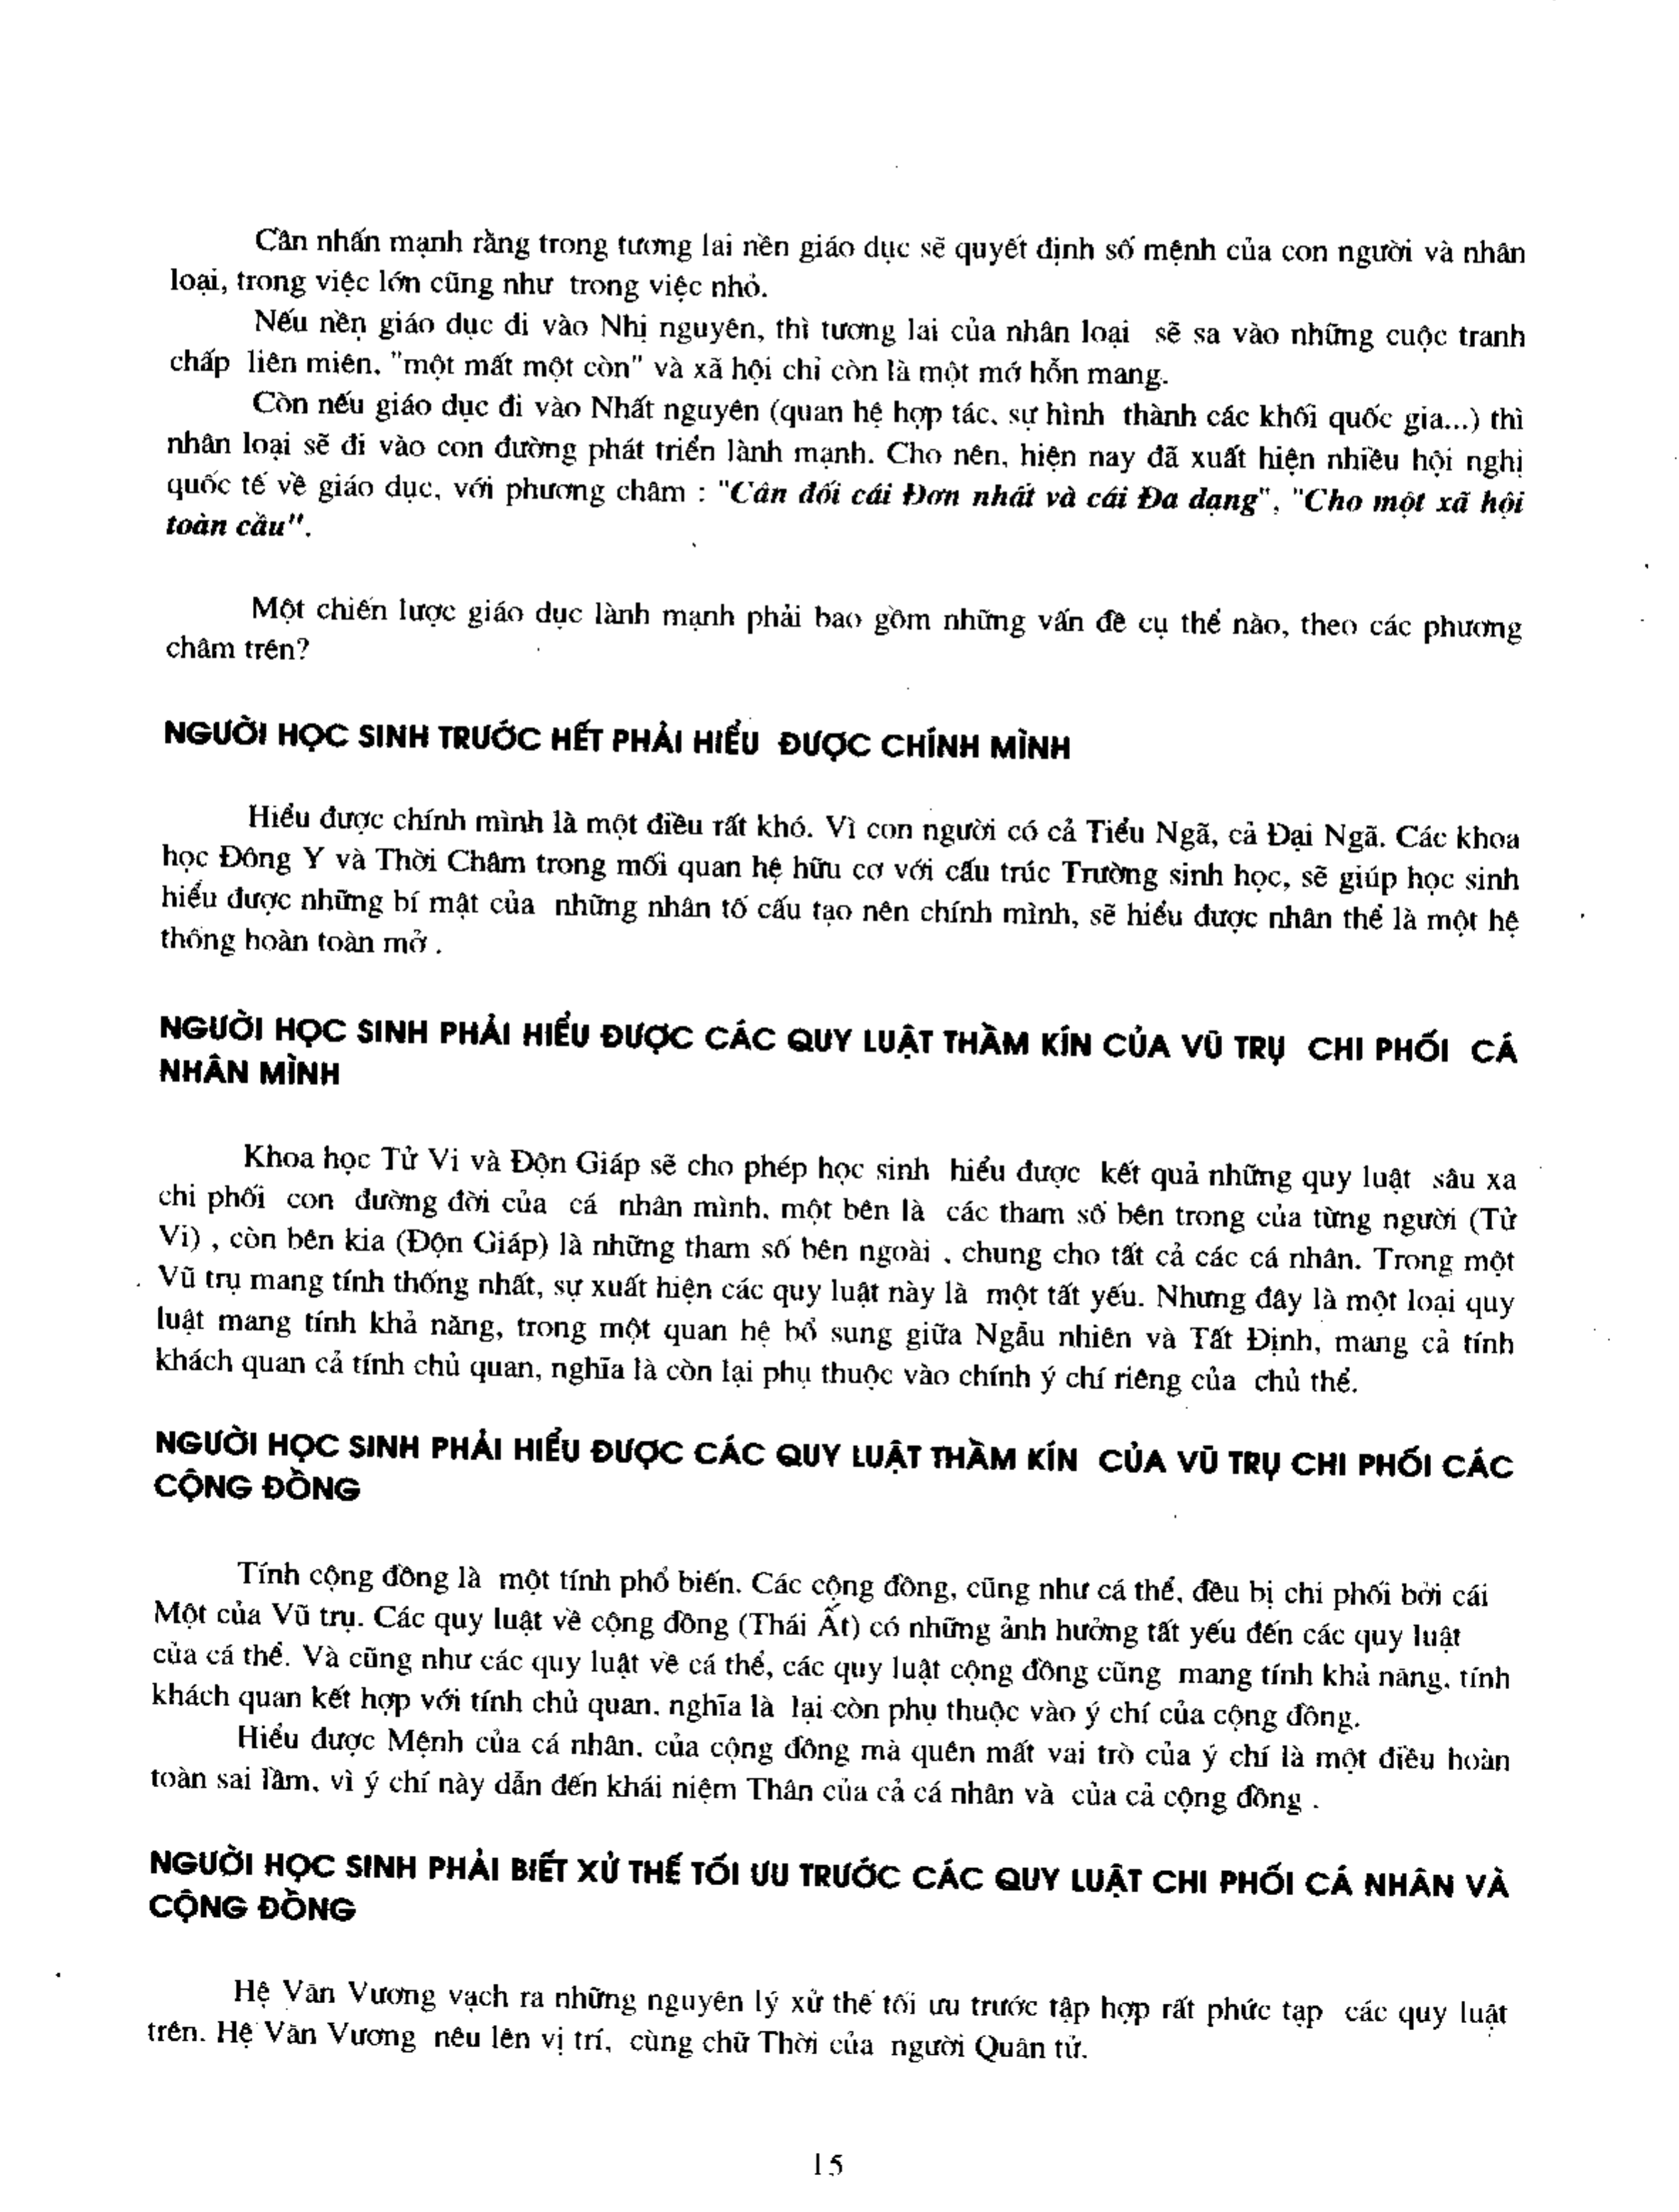 Cần nhấn mạnh rằng trong tương lai nền giáo dục sẽ quyết định số mệnh của con người và nhân
loại, trong việc lớn cũng như trong việc nhỏ.
Nếu nền giáo dục đi vào Nhị nguyên, thì tương lai của nhân loại sẽ sa vào những cuộc tranh
chấp liên miên, "một mất một còn" và xã hội chỉ còn là một mớ hỗn mang.
Còn nếu giáo dục đi vào Nhất nguyên (quan hệ hợp tác, sự hình thành các khối quốc gia...) thì
nhân loại sẽ đi vào con đường phát triển lành mạnh. Cho nên, hiện nay đã xuất hiện nhiều hội nghị
quốc tế về giáo dục, với phương châm : "Cân đối cái Đơn nhất và cái Đa dạng", "Cho một xã hội
toàn cầu".
Một chiến lược giáo dục lành mạnh phải bao gồm những vấn đề cụ thể nào, theo các phương
châm trên?
NGƯỜI HỌC SINH TRƯỚC HẾT PHẢI HIỂU ĐƯỢC CHÍNH MÌNH
Hiểu được chính mình là một điều rất khó. Vì con người có cả Tiểu Ngã, cả Đại Ngã. Các khoa
học Đông Y và Thời Châm trong mối quan hệ hữu cơ với cấu trúc Trường sinh học, sẽ giúp học sinh
hiểu được những bí mật của những nhân tố cấu tạo nên chính mình, sẽ hiểu được nhân thể là một hệ
thống hoàn toàn mở .
NGƯỜI HỌC SINH PHẢI HIỂU ĐƯỢC CÁC QUY LUẬT THẦM KÍN CỦA VŨ TRỤ CHI PHỐI CÁ
NHÂN MÌNH
Khoa học Tử Vi và Độn Giáp sẽ cho phép học sinh hiểu được kết quả những quy luật sâu xa
chi phối con đường đời của cá nhân mình, một bên là các tham số bên trong của từng người (Tử
Vi) , còn bên kia (Độn Giáp) là những tham số bên ngoài , chung cho tất cả các cá nhân. Trong một
Vũ trụ mang tính thống nhất, sự xuất hiện các quy luật này là một tất yếu. Nhưng đây là một loại quy
luật mang tính khả năng, trong một quan hệ bổ sung giữa Ngẫu nhiên và Tất Định, mang cả tính
khách quan cả tính chủ quan, nghĩa là còn lại phụ thuộc vào chính ý chí riêng của chủ thể.
NGƯỜI HỌC SINH PHẢI HIỂU ĐƯỢC CÁC QUY LUẬT THẦM KÍN CỦA VŨ TRỤ CHI PHỐI CÁC
CỘNG ĐỒNG
Tính cộng đồng là một tính phổ biến. Các cộng đồng, cũng như cá thể, đều bị chi phối bởi cái
Một của Vũ trụ. Các quy luật về cộng đồng (Thái Ất) có những ảnh hưởng tất yếu đến các quy luật
của cá thể. Và cũng như các quy luật về cá thể, các quy luật cộng đồng cũng mang tính khả năng, tính
khách quan kết hợp với tính chủ quan, nghĩa là lại còn phụ thuộc vào ý chí của cộng đồng.
Hiểu được Mệnh của cá nhân, của cộng đồng mà quên mất vai trò của ý chí là một điều hoàn
toàn sai lầm, vì ý chí này dẫn đến khái niệm Thân của cả cá nhân và của cả cộng đồng .
NGƯỜI HỌC SINH PHẢI BIẾT XỬ THẾ TỐI ƯU TRƯỚC CÁC QUY LUẬT CHI PHỐI CÁ NHÂN VÀ
CỘNG ĐỒNG
Hệ Văn Vương vạch ra những nguyên lý xử thế tối ưu trước tập hợp rất phức tạp các quy luật
trên. Hệ Văn Vương nêu lên vị trí, cùng chữ Thời của người Quân tử.
15